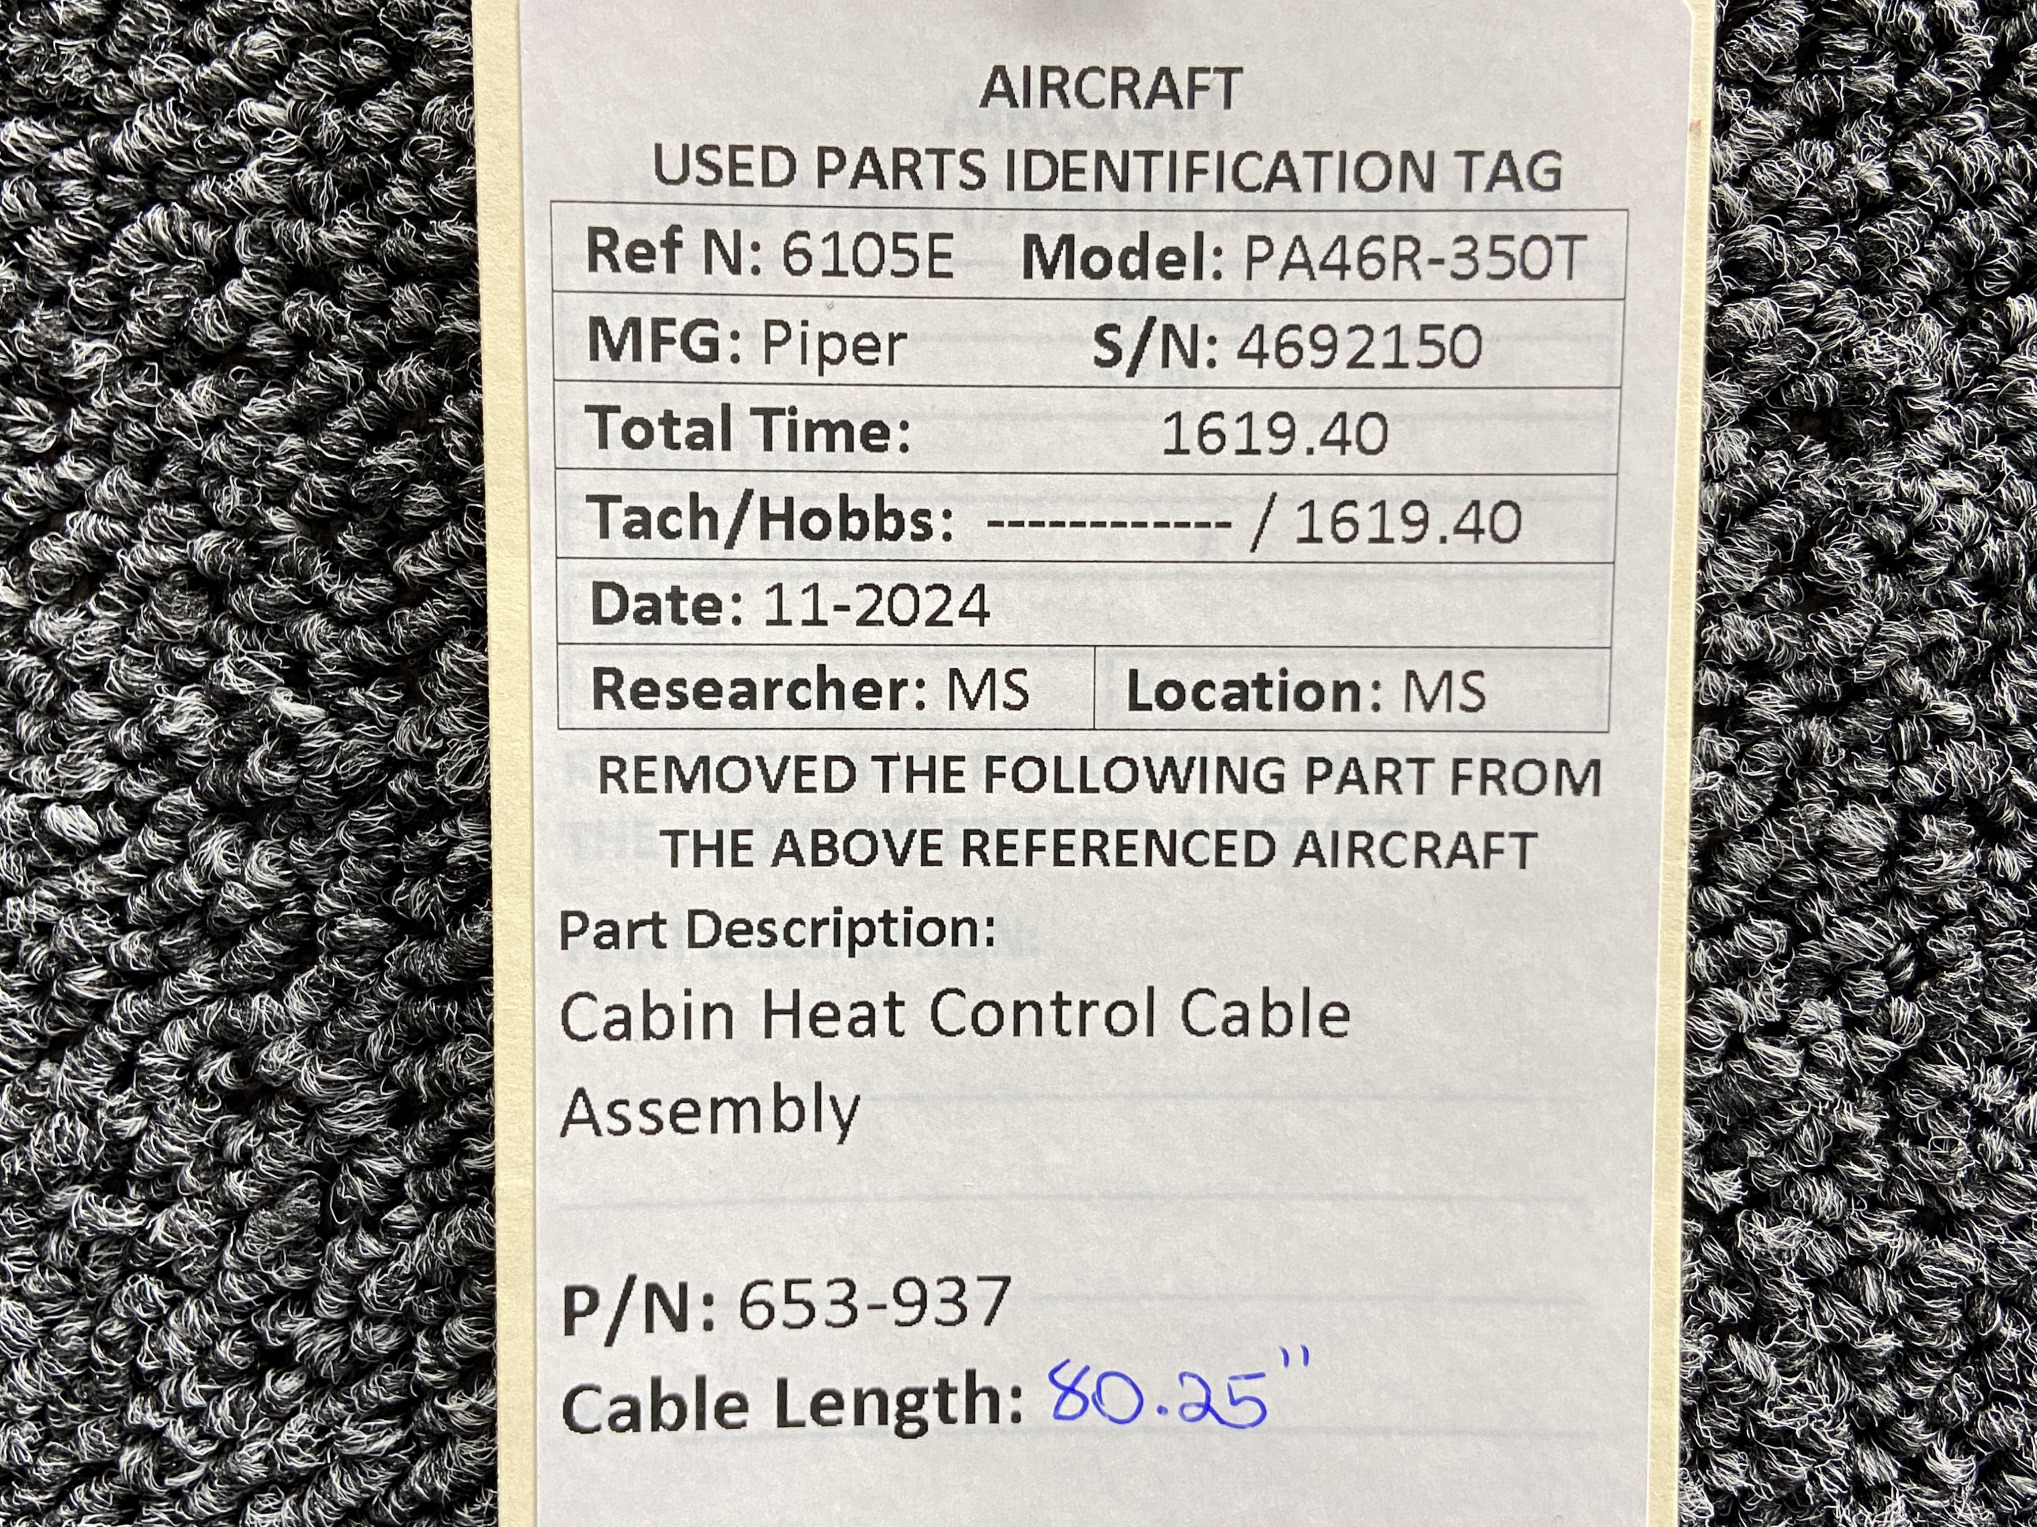 AIRCRAFT
USED PARTS IDENTIFICATION TAG
Ref N: 6105E Model: PA46R-350T
MFG: Piper S/N: 4692150
Total Time: 1619.40
Tach/Hobbs: ------------ / 1619.40
Date: 11-2024
Researcher: MS Location: MS
REMOVED THE FOLLOWING PART FROM
THE ABOVE REFERENCED AIRCRAFT
Part Description:
Cabin Heat Control Cable
Assembly
P/N: 653-937
Cable Length: 80.25"